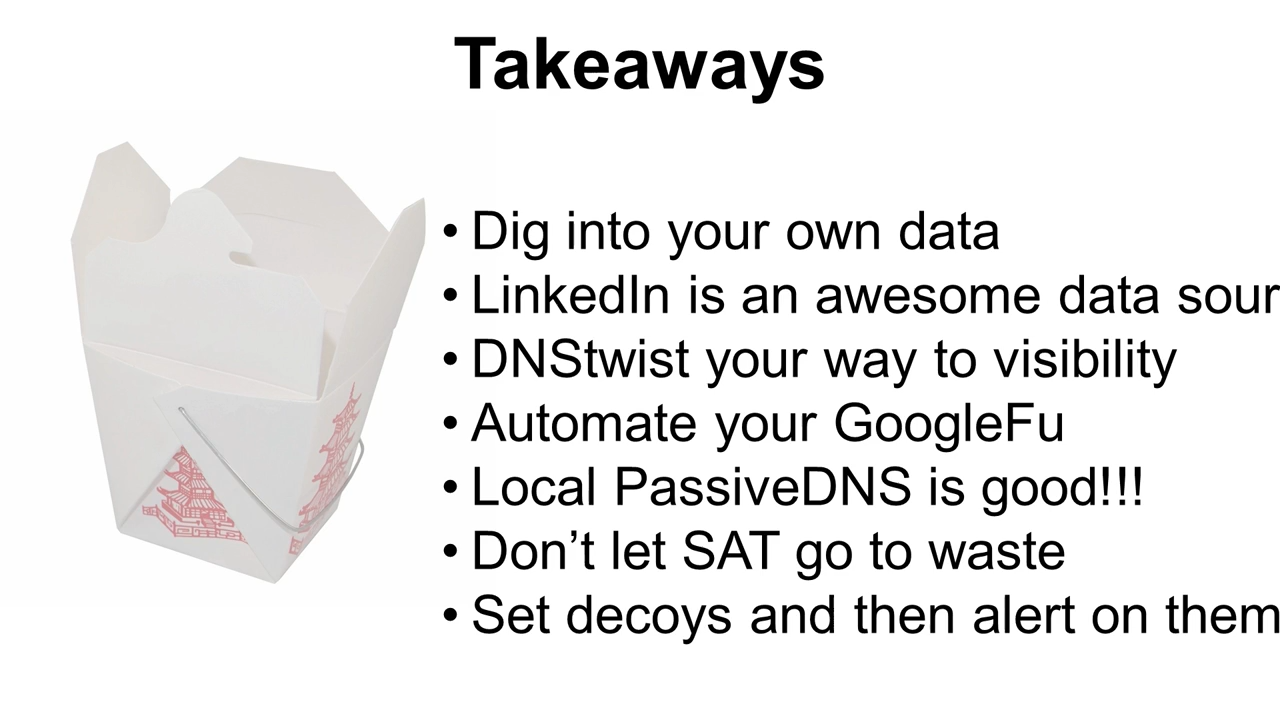 Takeaways
• Dig into your own data
• LinkedIn is an awesome data sour
• DNStwist your way to visibility
• Automate your GoogleFu
• Local PassiveDNS is good!!!
• Don’t let SAT go to waste
• Set decoys and then alert on them